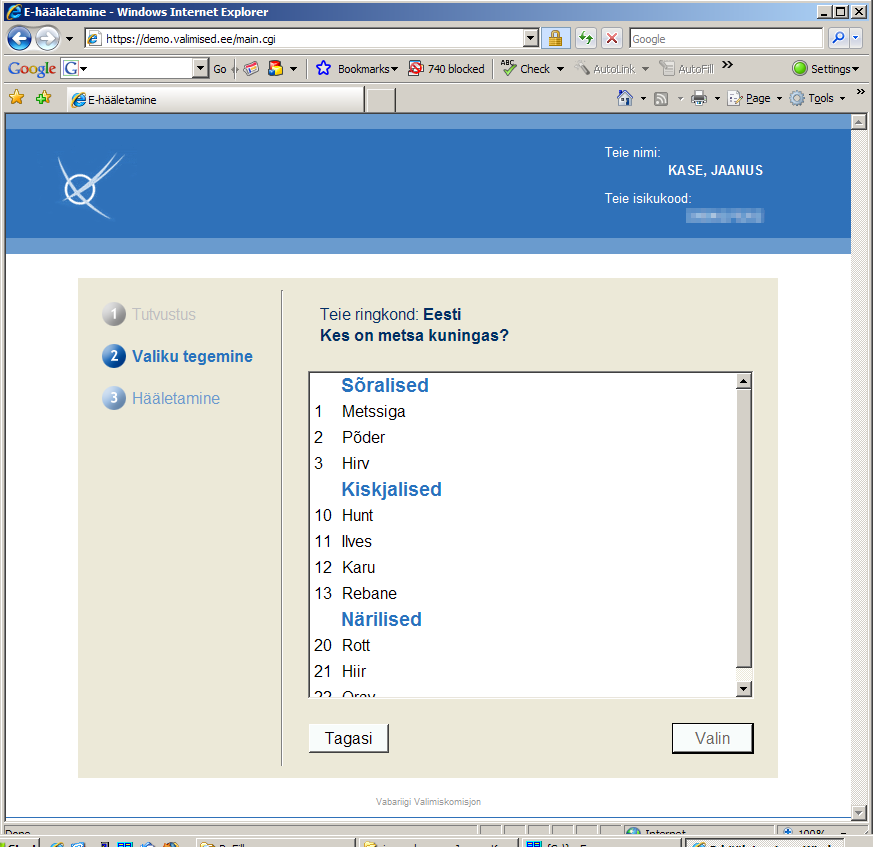 E-hääletamine - Windows Internet Explorer
https://demo.valimised.ee/main.cgi
Google
Google G Go Bookmarks 740 blocked ABC Check AutoLink AutoFill » Settings
E-hääletamine Page Tools »
Teie nimi:
KASE, JAANUS
Teie isikukood:
1 Tutvustus
2 Valiku tegemine
3 Hääletamine
Teie ringkond: Eesti
Kes on metsa kuningas?
Sõralised
1 Metssiga
2 Põder
3 Hirv
Kiskjalised
10 Hunt
11 Ilves
12 Karu
13 Rebane
Närilised
20 Rott
21 Hiir
22 Orav
Tagasi
Valin
Vabariigi Valimiskomisjon
Done Internet 100%